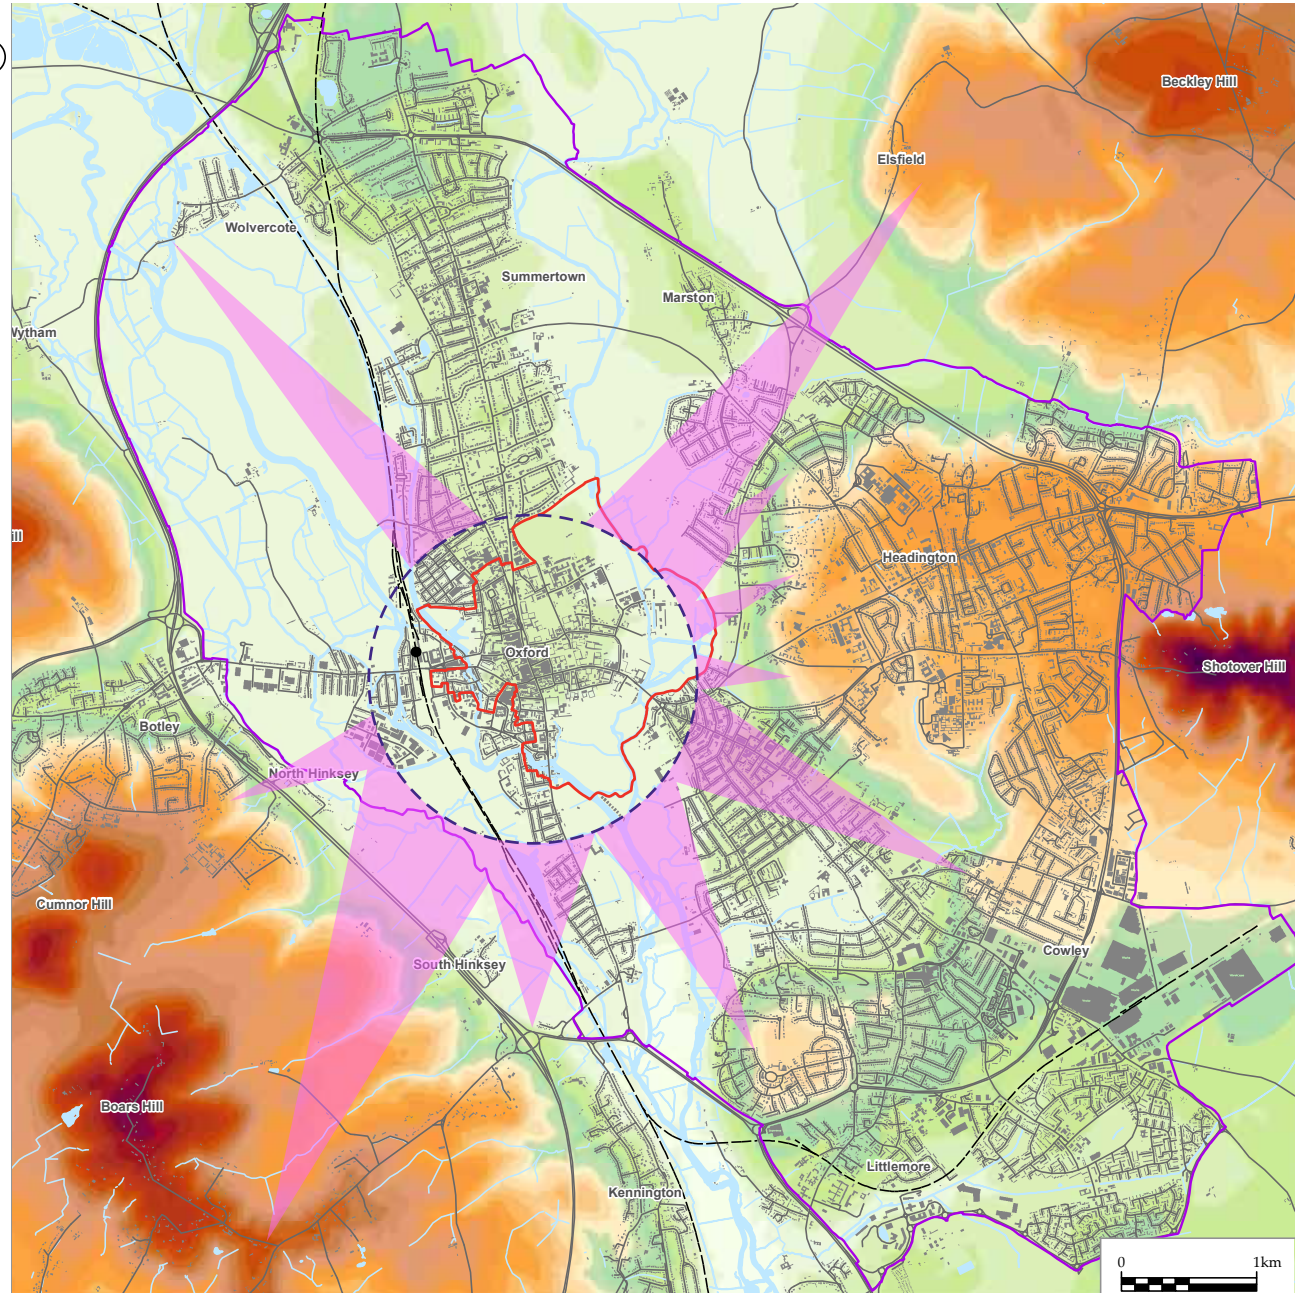 Beckley Hill
Elsfield
Wolvercote
Summertown
Marston
Wytham
Headington
ill
Oxford
Shotover Hill
Botley
North Hinksey
Cumnor Hill
South Hinksey
Cowley
Boars Hill
Littlemore
Kennington
0 1km